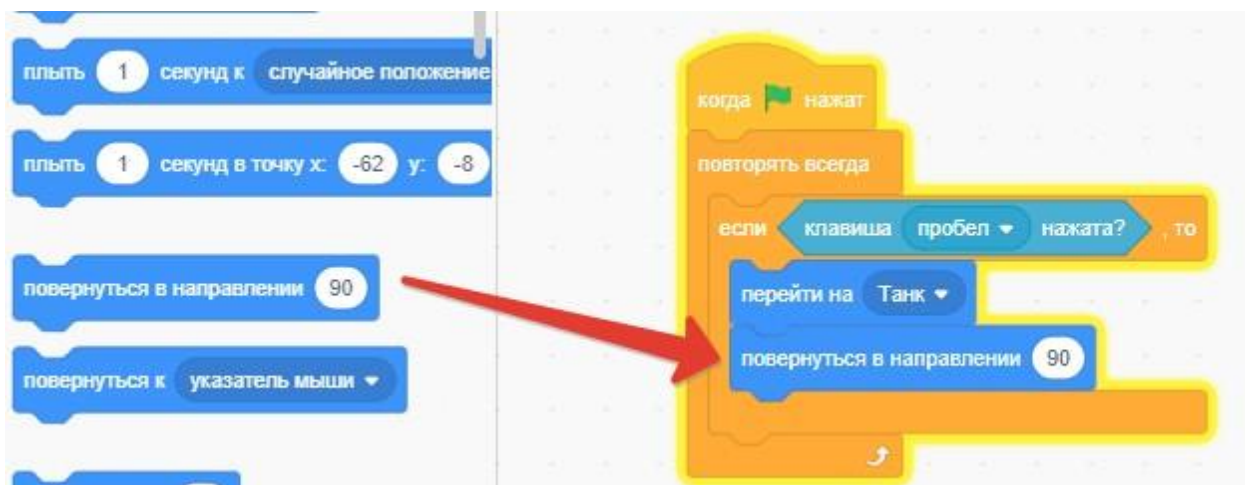 плыть 1 секунд к случайное положение
плыть 1 секунд в точку x: -62 y: -8
повернуться в направлении 90
повернуться к указатель мыши
когда нажат
повторять всегда
если клавиша пробел нажата? , то
перейти на Танк
повернуться в направлении 90